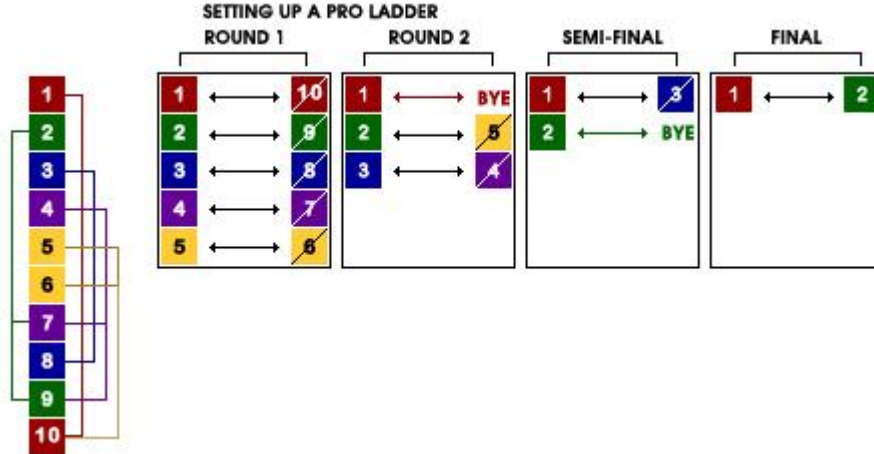 SETTING UP A PRO LADDER
ROUND 1 ROUND 2 SEMI-FINAL FINAL
1 1 10 1 BYE 1 3 1 2
2 2 9 2 5 2 BYE
3 3 8 3 4
4 4 7
5 5 6
6
7
8
9
10